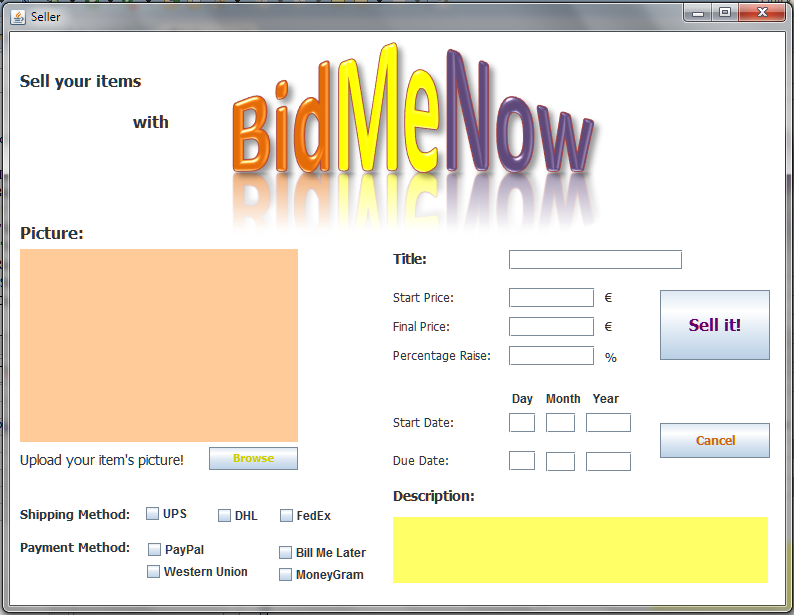 Seller
Sell your items
with
BidMeNow
Picture:
Title:
Start Price: €
Final Price: €
Percentage Raise: %
Sell it!
Day Month Year
Start Date:
Due Date:
Cancel
Upload your item's picture! Browse
Description:
Shipping Method: UPS DHL FedEx
Payment Method: PayPal Bill Me Later
Western Union MoneyGram